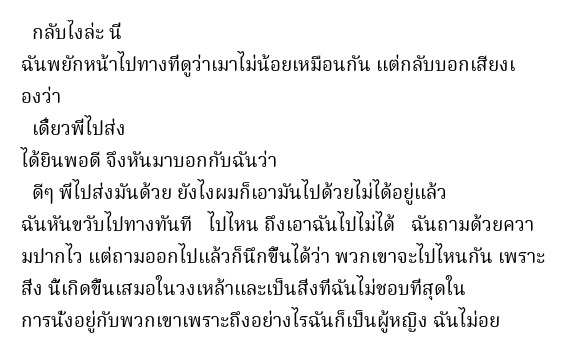 กลับไงล่ะ นี
ฉันพยักหน้าไปทางที่ดูว่าเมาไม่น้อยเหมือนกัน แต่กลับบอกเสียงเ
องว่า
เดี๋ยวพี่ไปส่ง
ได้ยินพอดี จึงหันมาบอกกับฉันว่า
ดีๆ พี่ไปส่งมันด้วย ยังไงผมก็เอามันไปด้วยไม่ได้อยู่แล้ว
ฉันหันขวับไปทางทันที ไปไหน ถึงเอาฉันไปไม่ได้ ฉันถามด้วยควา
มปากไว แต่ถามออกไปแล้วก็นึกขึ้นได้ว่า พวกเขาจะไปไหนกัน เพราะ
สิ่ง นี้เกิดขึ้นเสมอในวงเหล้าและเป็นสิ่งที่ฉันไม่ชอบที่สุดใน
การนั่งอยู่กับพวกเขาเพราะถึงอย่างไรฉันก็เป็นผู้หญิง ฉันไม่อย